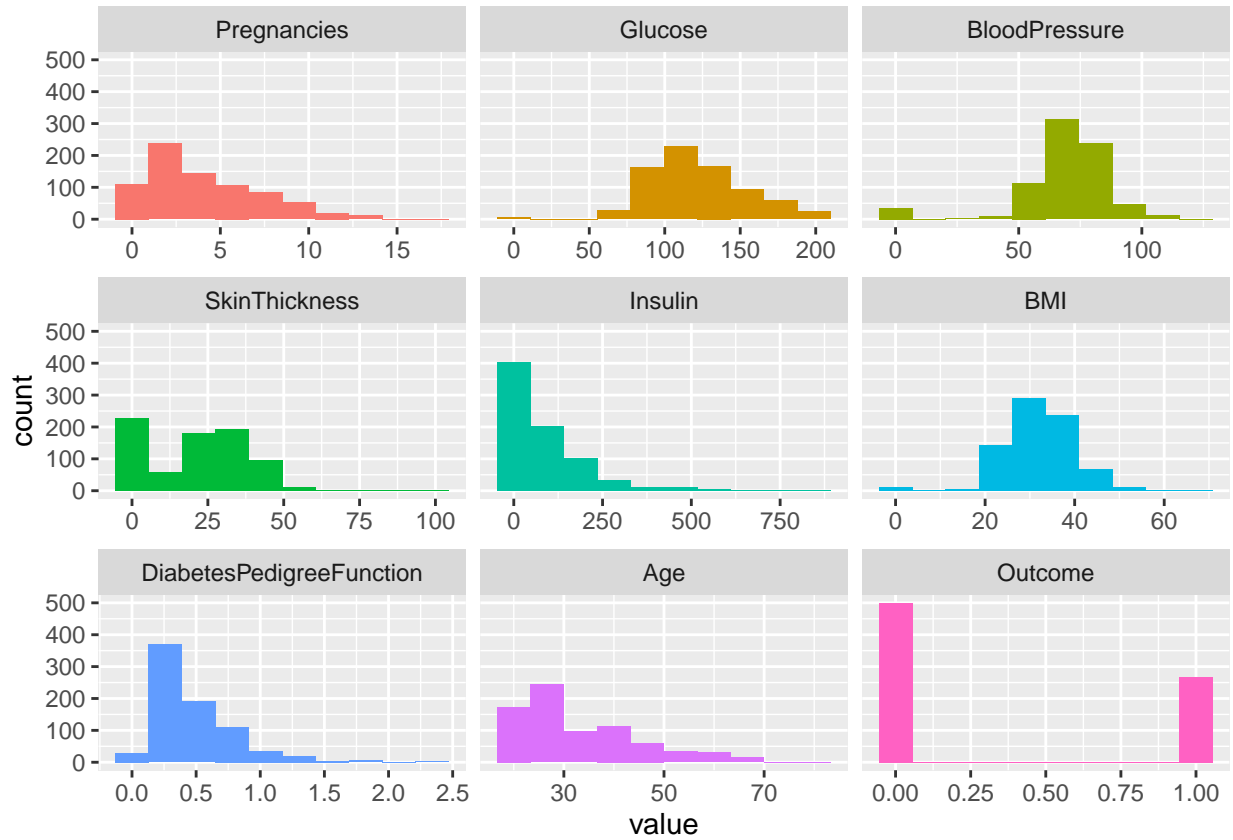 Pregnancies Glucose BloodPressure
500
400
300
200
100
0
0 5 10 15 0 50 100 150 200 0 50 100
SkinThickness Insulin BMI
500
400
300
200
100
0
0 25 50 75 100 0 250 500 750 0 20 40 60
count
DiabetesPedigreeFunction Age Outcome
500
400
300
200
100
0
0.0 0.5 1.0 1.5 2.0 2.5 30 50 70 0.00 0.25 0.50 0.75 1.00
value